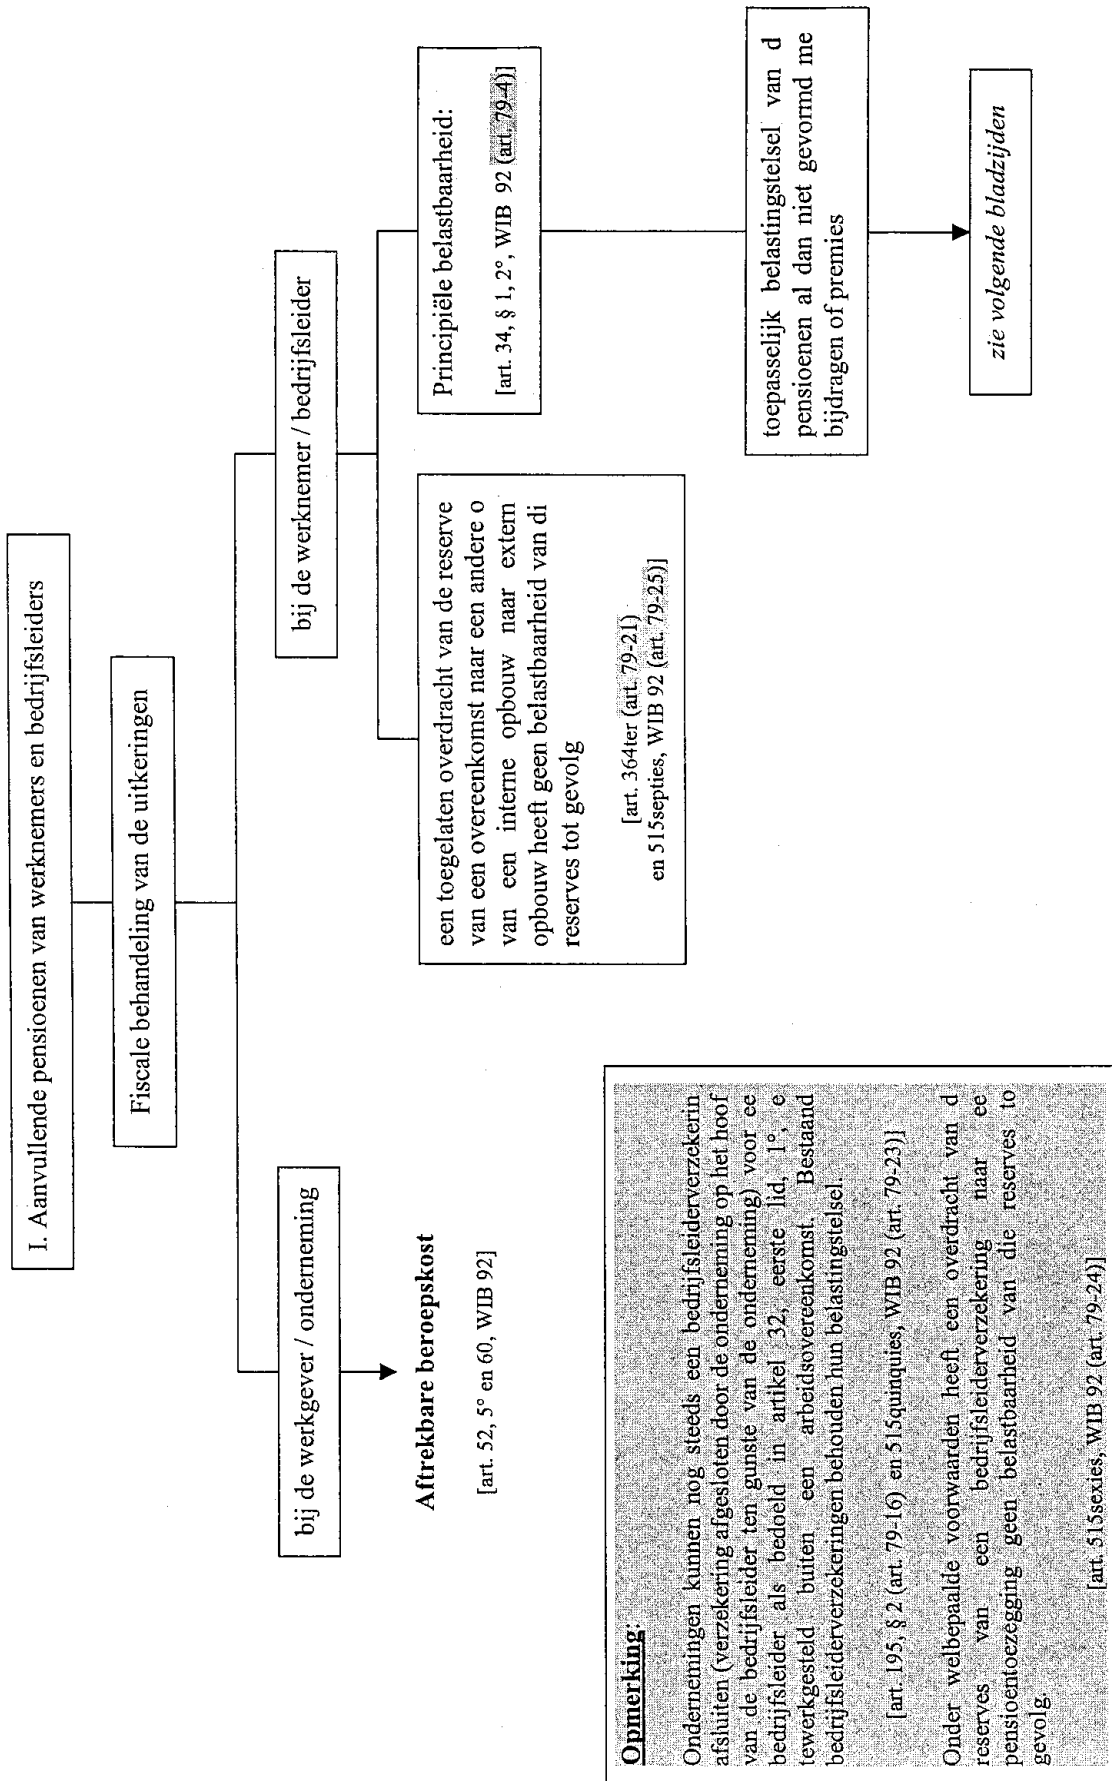 I. Aanvullende pensioenen van werknemers en bedrijfsleiders
Fiscale behandeling van de uitkeringen
bij de werkgever / onderneming
Aftrekbare beroepskost
[art. 52, 5° en 60, WIB 92]
bij de werknemer / bedrijfsleider
een toegelaten overdracht van de reserve
van een overeenkomst naar een andere o
van een interne opbouw naar extern
opbouw heeft geen belastbaarheid van di
reserves tot gevolg
[art. 364ter (art. 79-21)
en 515septies, WIB 92 (art. 79-25)]
Principiële belastbaarheid:
[art. 34, § 1, 2°, WIB 92 (art. 79-4)]
toepasselijk belastingstelsel van d
pensioenen al dan niet gevormd me
bijdragen of premies
zie volgende bladzijden
Opmerking:
Ondernemingen kunnen nog steeds een bedrijfsleiderverzekerin
afsluiten (verzekering afgesloten door de onderneming op het hoof
van de bedrijfsleider ten gunste van de onderneming) voor ee
bedrijfsleider als bedoeld in artikel 32, eerste lid, 1°, e
tewerkgesteld buiten een arbeidsovereenkomst. Bestaand
bedrijfsleiderverzekeringen behouden hun belastingstelsel.
[art. 195, § 2 (art. 79-16) en 515qunquies, WIB 92 (art. 79-23)]
Onder welbepaalde voorwaarden heeft een overdracht van d
reserves van een bedrijfsleiderverzekering naar ee
pensioentoezegging geen belastbaarheid van die reserves to
gevolg.
[art. 515sexies, WIB 92 (art. 79-24)]